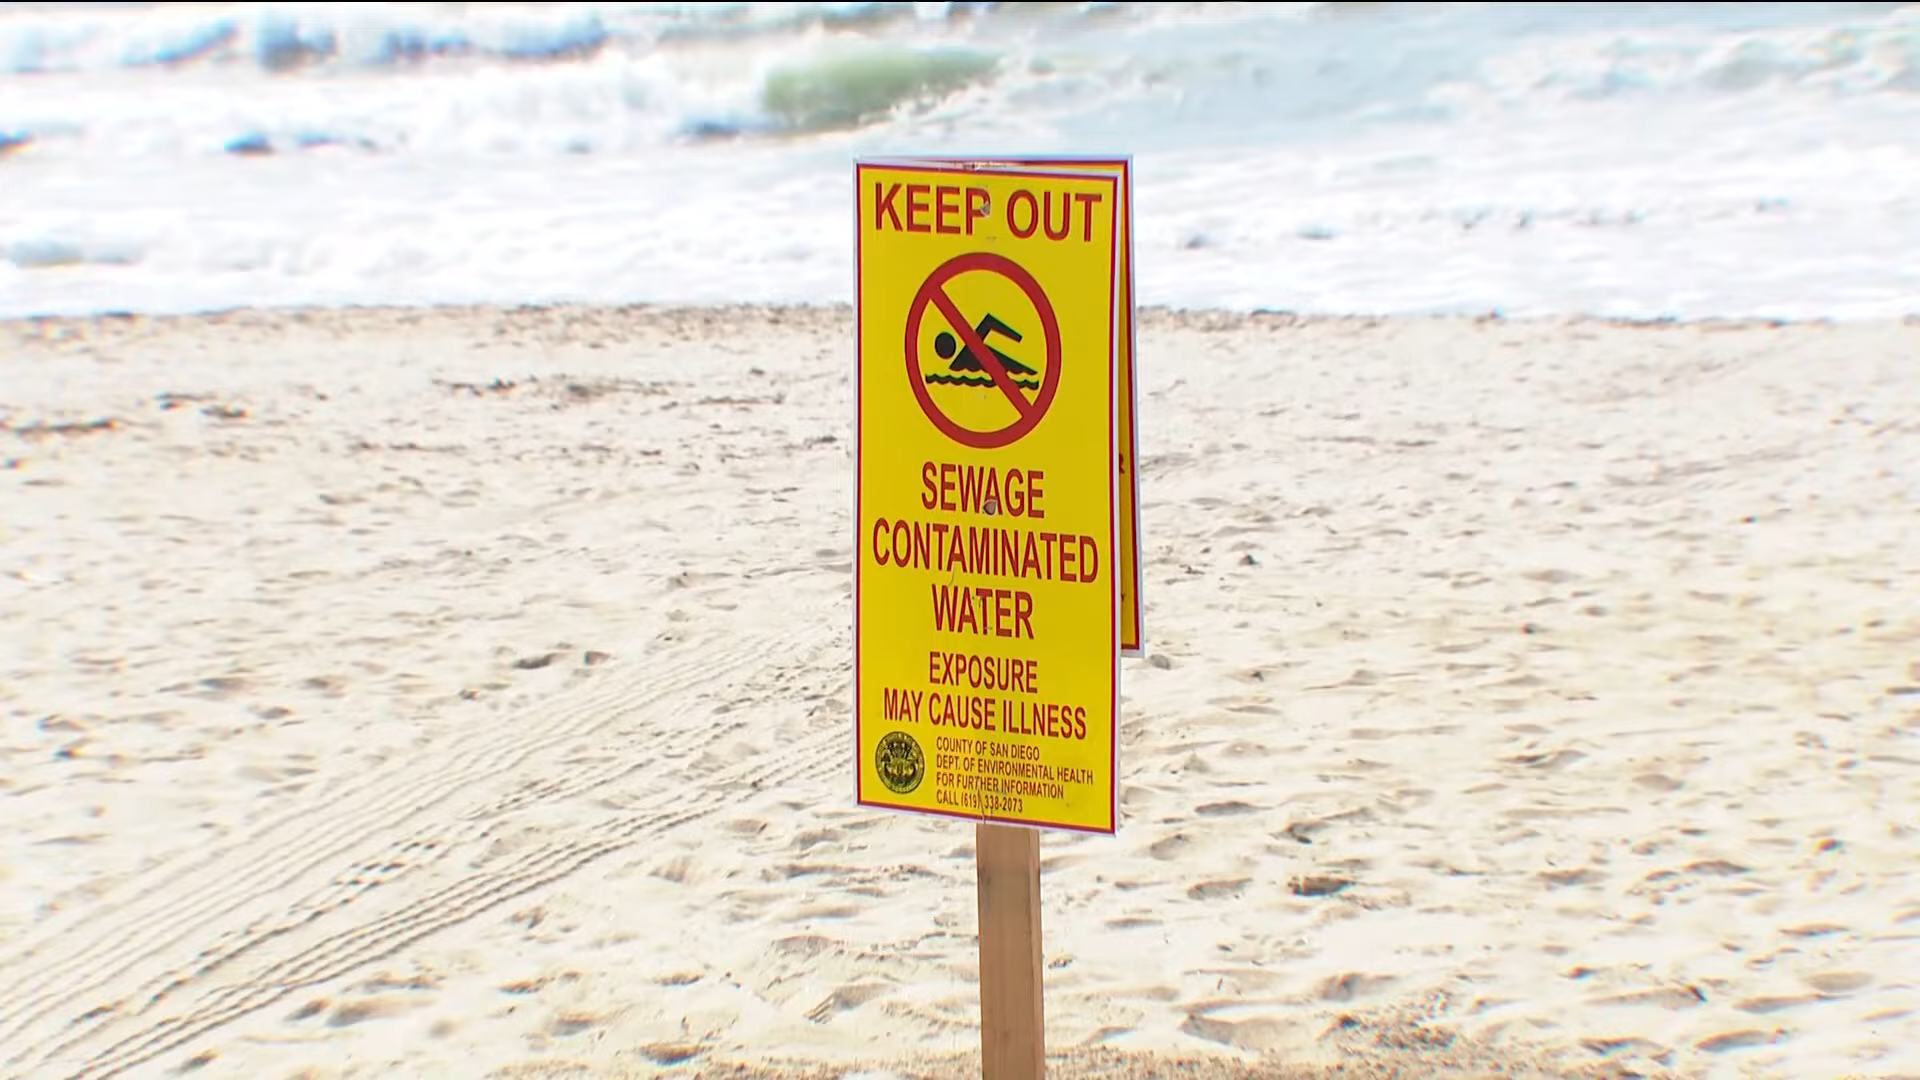 KEEP OUT
SEWAGE
CONTAMINATED
WATER
EXPOSURE
MAY CAUSE ILLNESS
COUNTY OF SAN DIEGO
DEPT. OF ENVIRONMENTAL HEALTH
FOR FURTHER INFORMATION
CALL (619) 338-2073